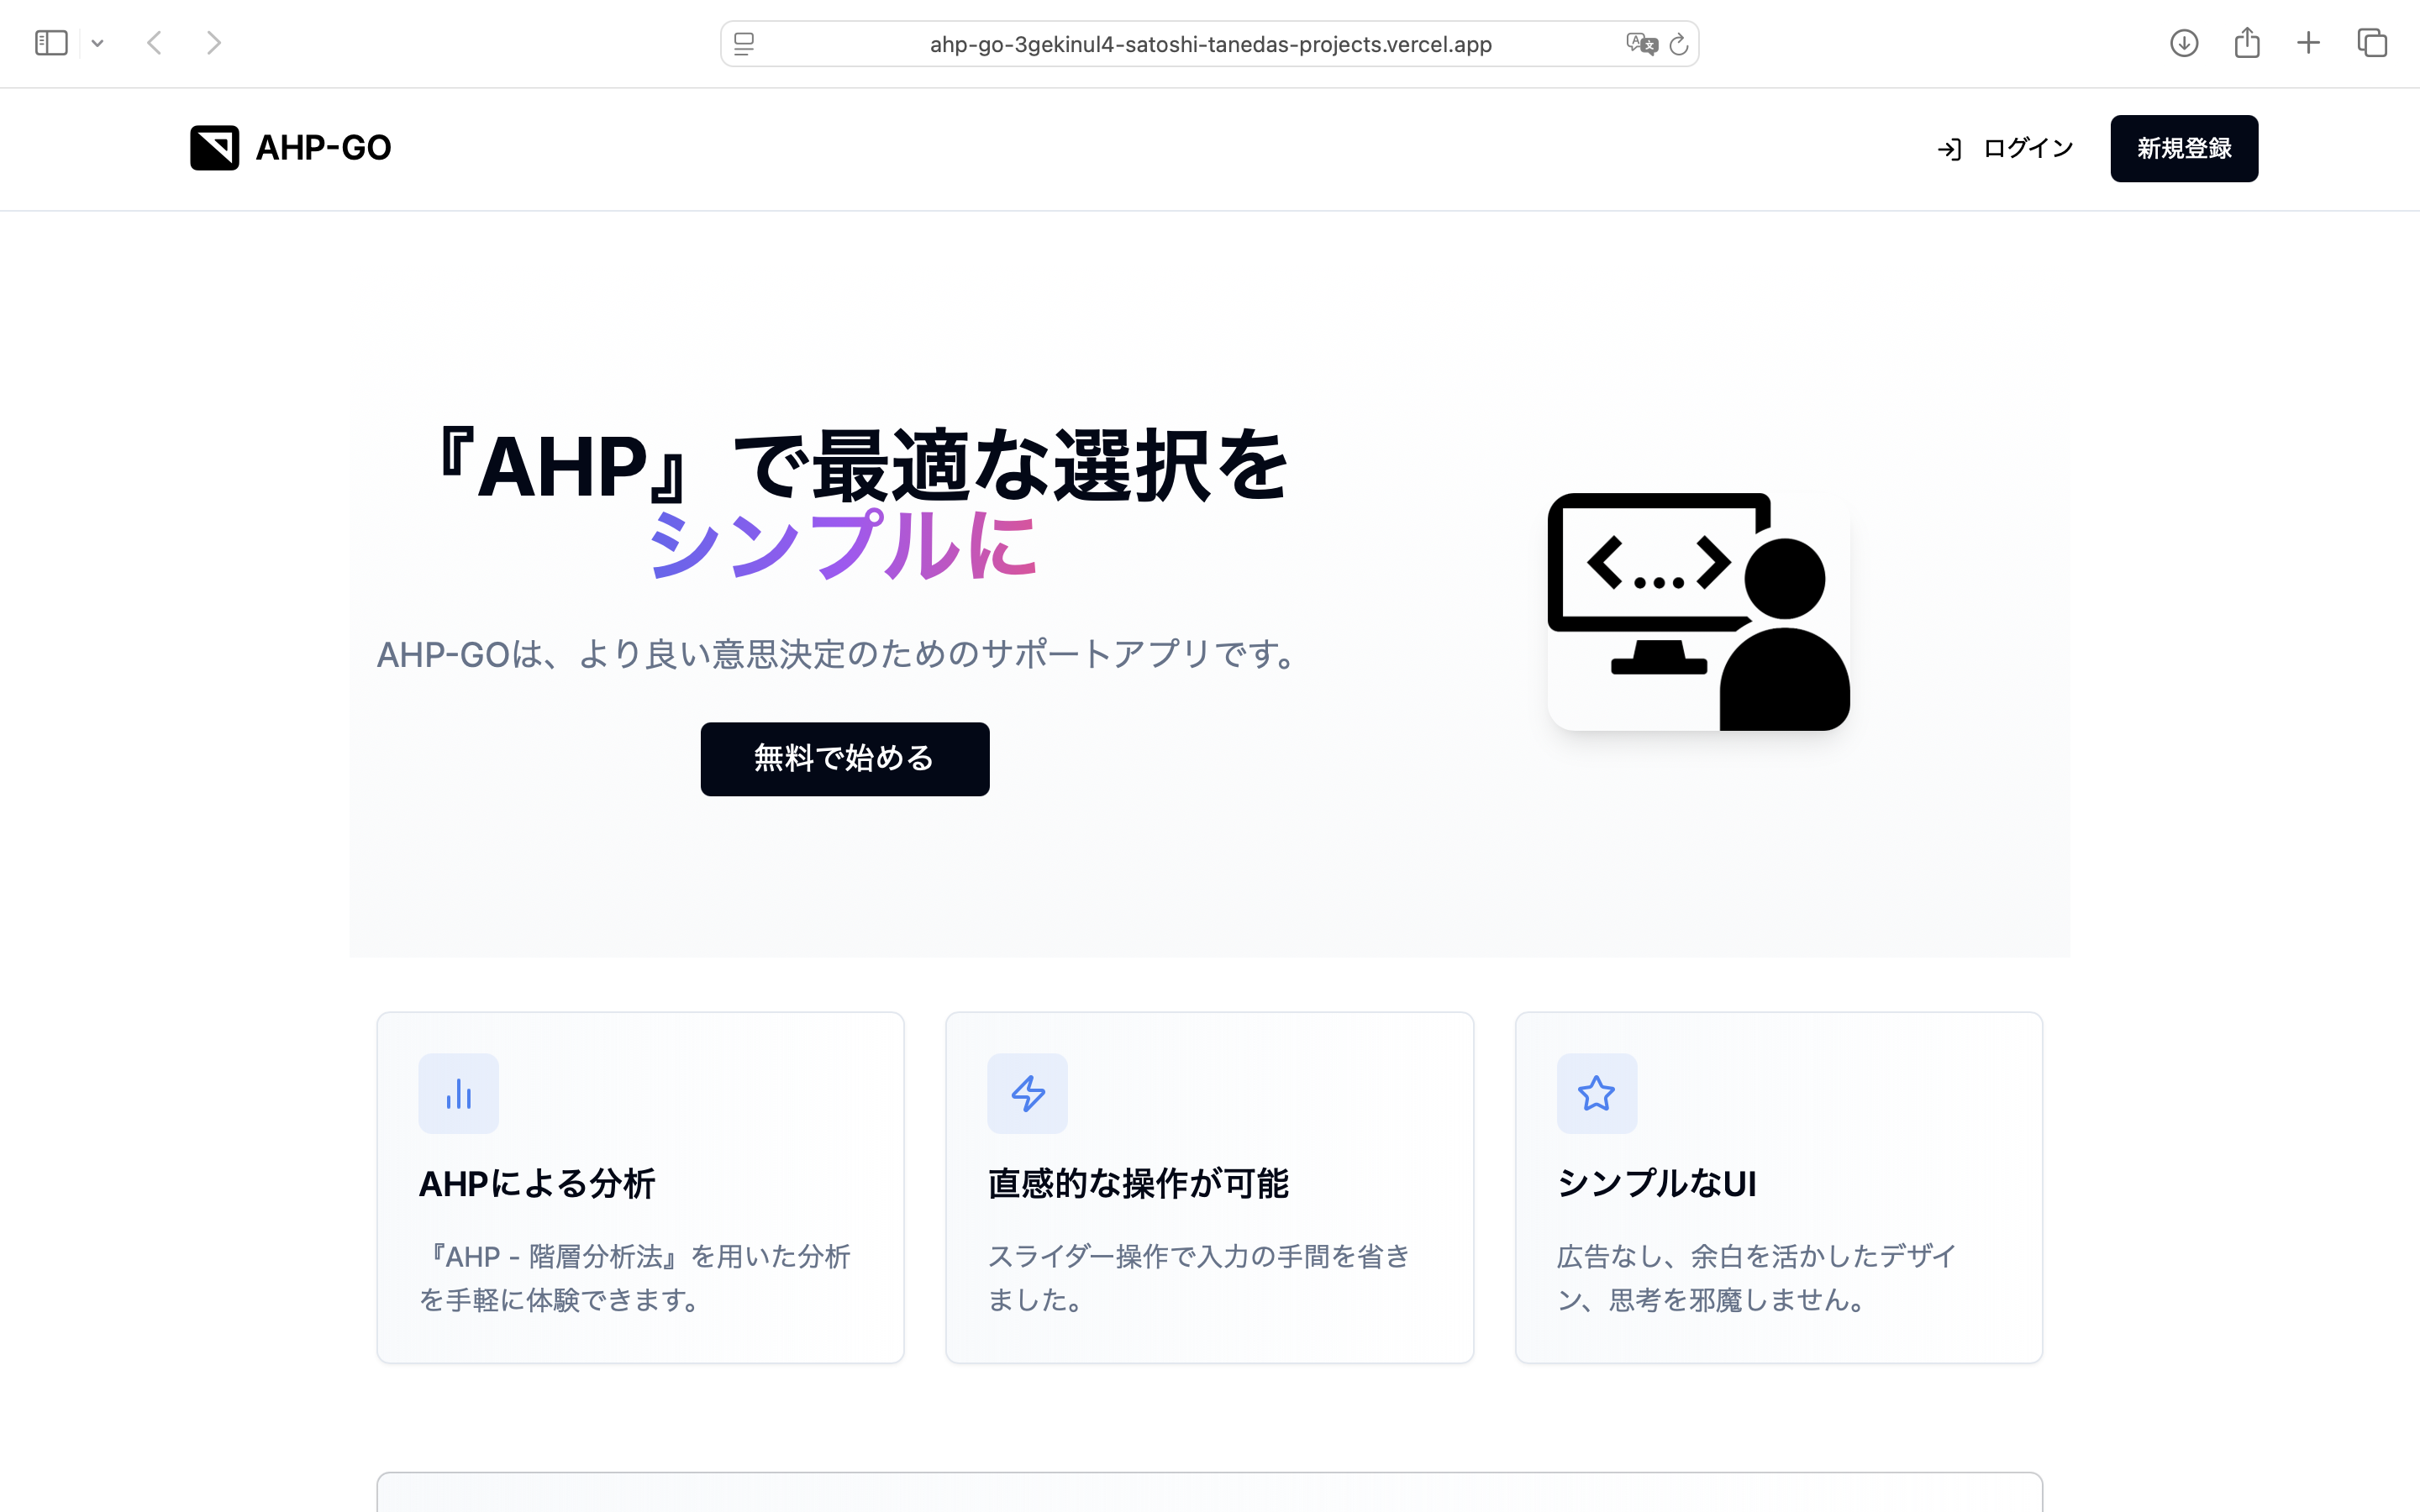 ahp-go-3gekinul4-satoshi-tanedas-projects.vercel.app
AHP-GO
ログイン
新規登録
『AHP』で最適な選択を
シンプルに
AHP-GOは、より良い意思決定のためのサポートアプリです。
<...>
無料で始める
AHPによる分析
『AHP - 階層分析法』を用いた分析
を手軽に体験できます。
直感的な操作が可能
スライダー操作で入力の手間を省き
ました。
シンプルなUI
広告なし、余白を活かしたデザイ
ン、思考を邪魔しません。